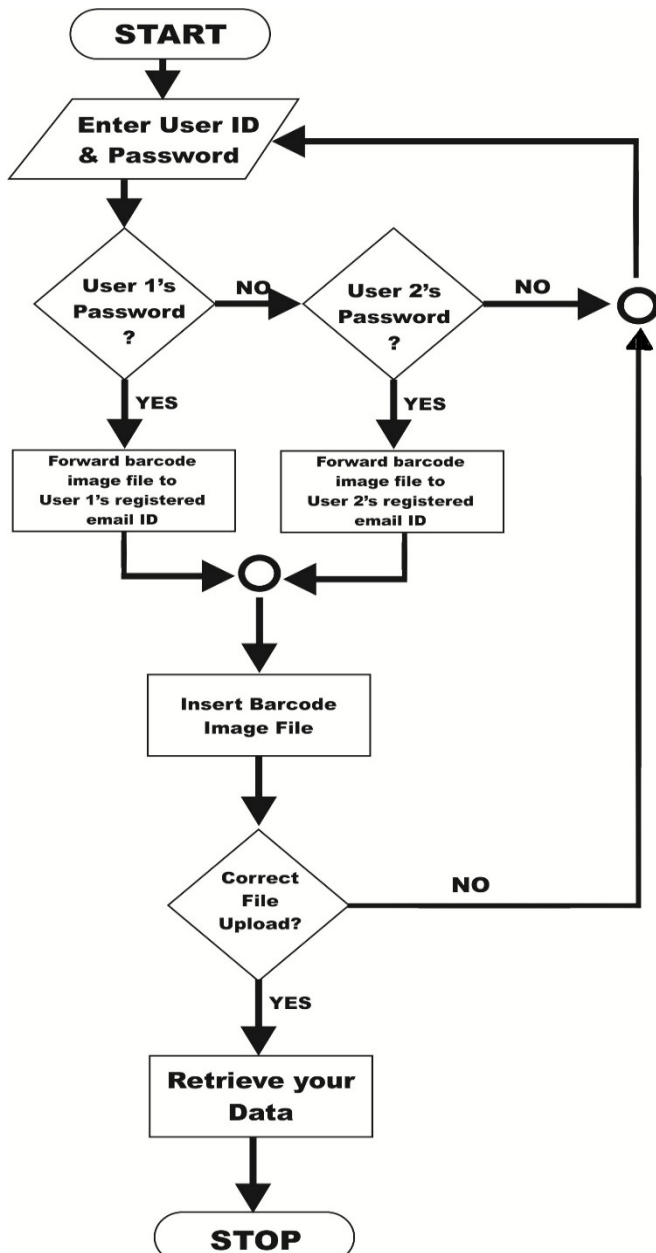 START
Enter User ID
& Password
User 1's
Password
?
NO
User 2's
Password
?
NO
YES
YES
Forward barcode
image file to
User 1's registered
email ID
Forward barcode
image file to
User 2's registered
email ID
Insert Barcode
Image File
Correct
File
Upload?
NO
YES
Retrieve your
Data
STOP